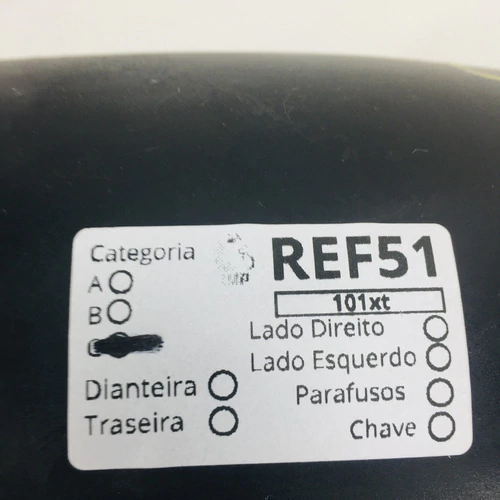 Categoria
A
B
Dianteira
Traseira
REF51
101xt
Lado Direito
Lado Esquerdo
Parafusos
Chave